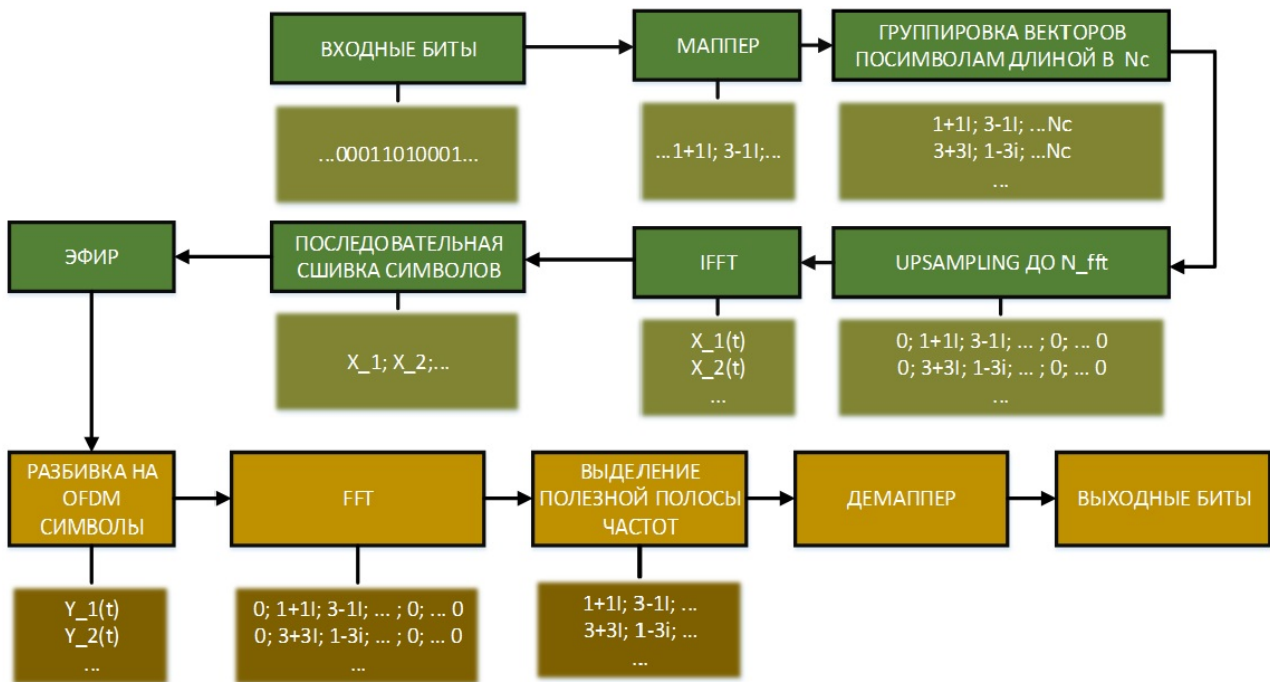 ВХОДНЫЕ БИТЫ
МАППЕР
ГРУППИРОВКА ВЕКТОРОВ
ПОСИМВОЛАМ ДЛИНОЙ В Nc
...00011010001...
...1+1I; 3-1I;...
1+1I; 3-1I; ...Nc
3+3I; 1-3i; ...Nc
...
ЭФИР
ПОСЛЕДОВАТЕЛЬНАЯ
СШИВКА СИМВОЛОВ
IFFT
UPSAMPLING ДО N_fft
X_1; X_2;...
X_1(t)
X_2(t)
...
0; 1+1I; 3-1I; ... ; 0; ... 0
0; 3+3I; 1-3i; ... ; 0; ... 0
...
РАЗБИВКА НА
OFDM
СИМВОЛЫ
FFT
ВЫДЕЛЕНИЕ
ПОЛЕЗНОЙ ПОЛОСЫ
ЧАСТОТ
ДЕМАППЕР
ВЫХОДНЫЕ БИТЫ
Y_1(t)
Y_2(t)
...
0; 1+1I; 3-1I; ... ; 0; ... 0
0; 3+3I; 1-3i; ... ; 0; ... 0
...
1+1I; 3-1I; ...
3+3I; 1-3i; ...
...